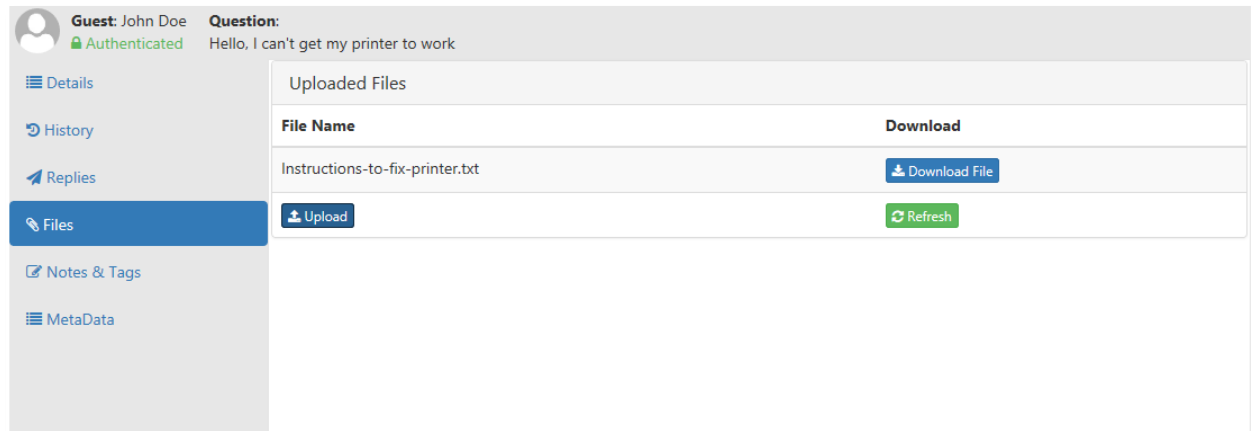 Guest: John Doe
Authenticated
Question:
Hello, I can't get my printer to work
Details
History
Replies
Files
Notes & Tags
MetaData
Uploaded Files
File Name Download
Instructions-to-fix-printer.txt Download File
Upload Refresh